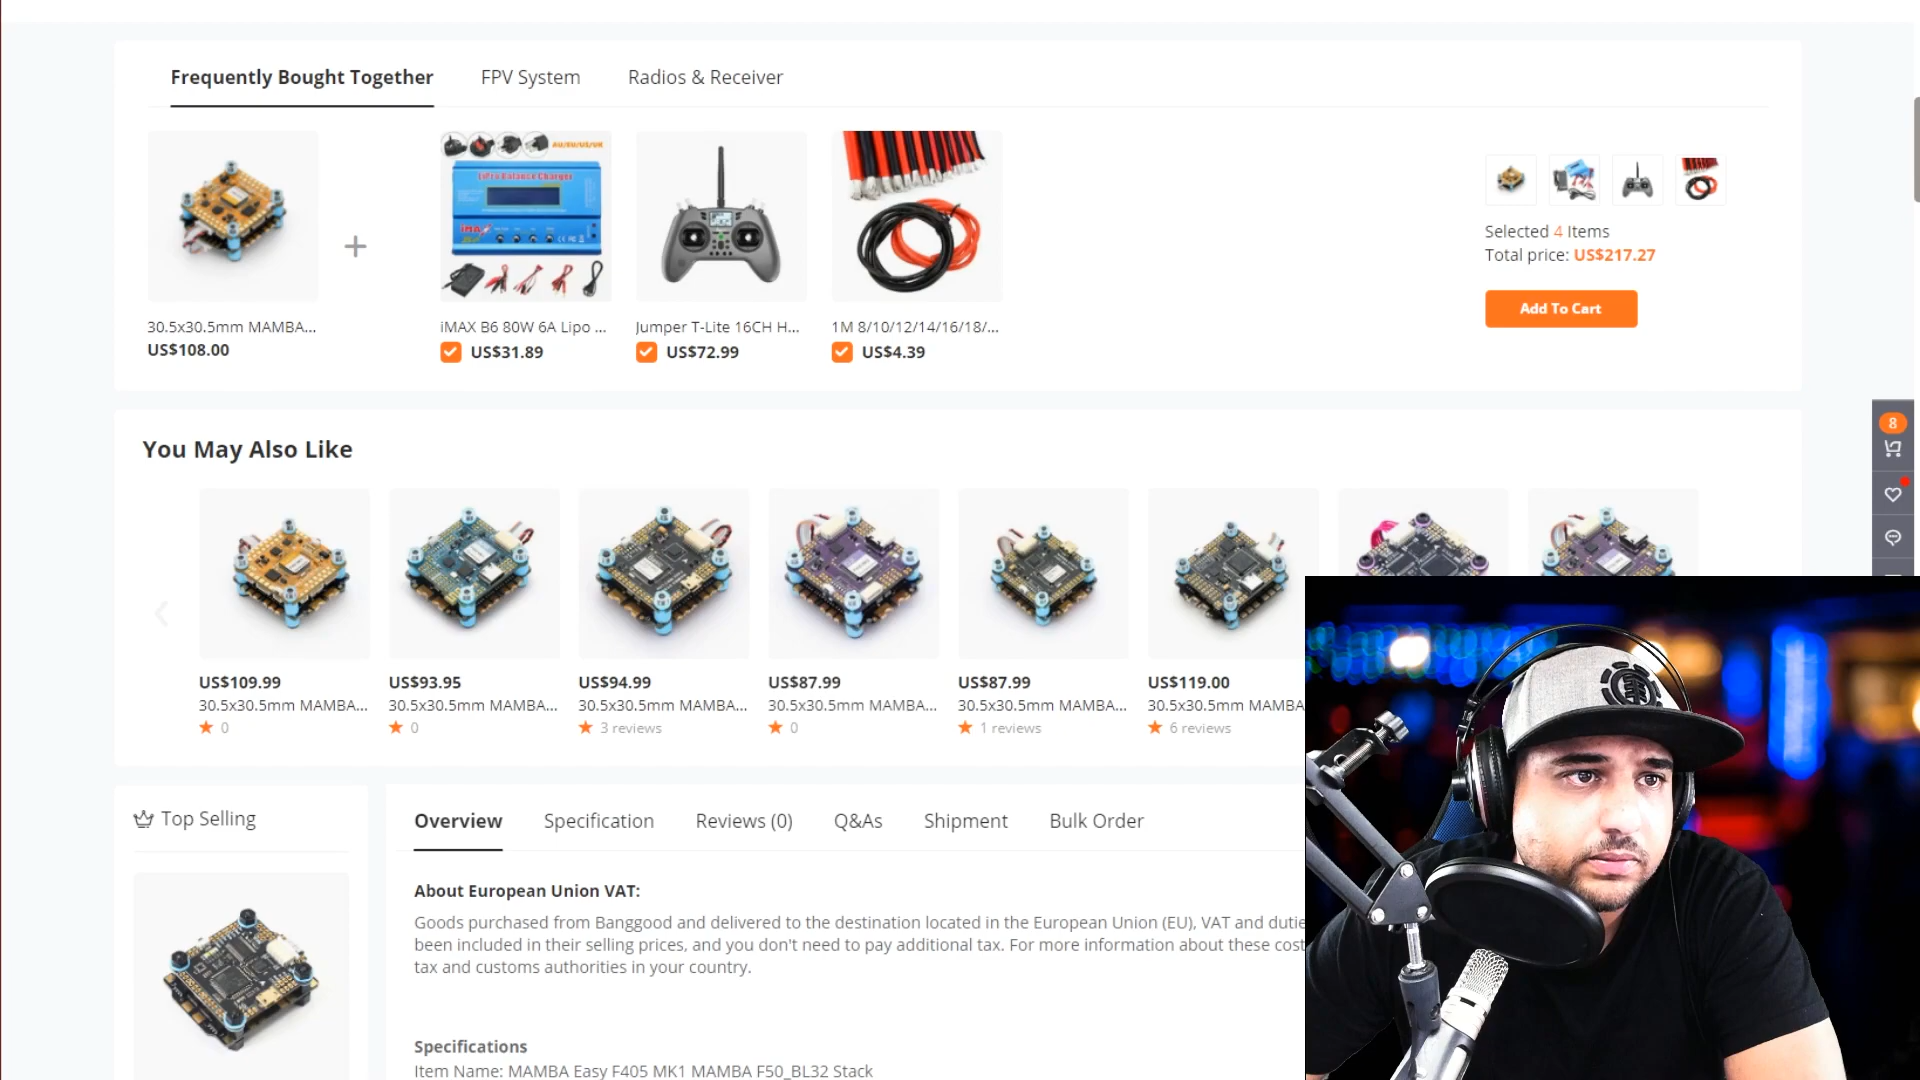 Frequently Bought Together FPV System Radios & Receiver
AU/EU/US/UK
LiPro Balance Charger
iMAX
30.5x30.5mm MAMBA...
US$108.00
iMAX B6 80W 6A Lipo ...
US$31.89
Jumper T-Lite 16CH H...
US$72.99
1M 8/10/12/14/16/18/...
US$4.39
Selected 4 Items
Total price: US$217.27
Add To Cart
8
You May Also Like
US$109.99
30.5x30.5mm MAMBA...
0
US$93.95
30.5x30.5mm MAMBA...
0
US$94.99
30.5x30.5mm MAMBA...
3 reviews
US$87.99
30.5x30.5mm MAMBA...
0
US$87.99
30.5x30.5mm MAMBA...
1 reviews
US$119.00
30.5x30.5mm MAMBA
6 reviews
Top Selling
Overview Specification Reviews (0) Q&As Shipment Bulk Order
About European Union VAT:
Goods purchased from Banggood and delivered to the destination located in the European Union (EU), VAT and dutie
been included in their selling prices, and you don't need to pay additional tax. For more information about these cost
tax and customs authorities in your country.
Specifications
Item Name: MAMBA Easy F405 MK1 MAMBA F50_BL32 Stack